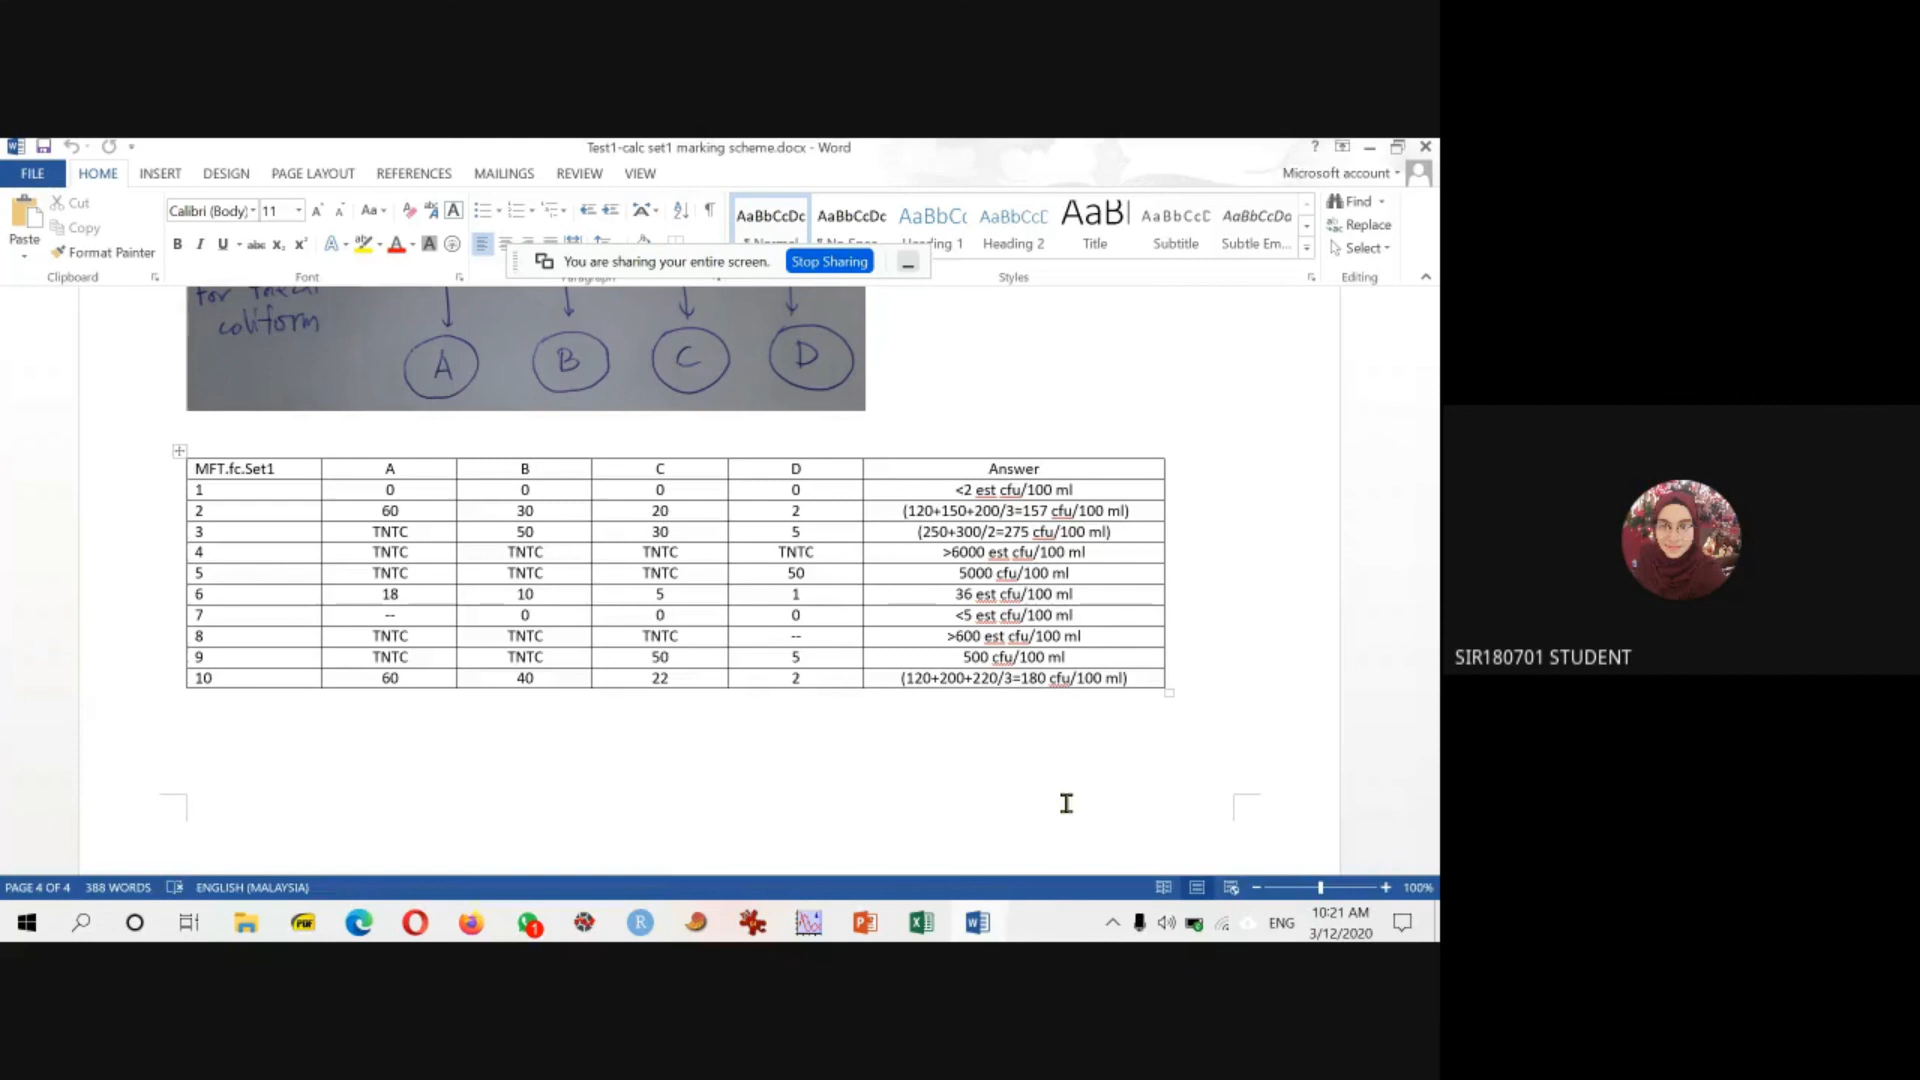 Test1-calc set1 marking scheme.docx - Word
FILE HOME INSERT DESIGN PAGE LAYOUT REFERENCES MAILINGS REVIEW VIEW
Microsoft account
Paste
Cut
Copy
Format Painter
Clipboard
Calibri (Body) 11
Font
AaBbCcDc AaBbCcDc AaBbCc AaBbCcD AaBl AaBbCcD AaBbCcDa
Heading 1 Heading 2 Title Subtitle Subtle Em...
Styles
Find
Replace
Select
Editing
You are sharing your entire screen. Stop Sharing
coliform
A B C D
MFT.fc.Set1 A B C D Answer
1 0 0 0 0 <2 est cfu/100 ml
2 60 30 20 2 (120+150+200/3=157 cfu/100 ml)
3 TNTC 50 30 5 (250+300/2=275 cfu/100 ml)
4 TNTC TNTC TNTC TNTC >6000 est cfu/100 ml
5 TNTC TNTC TNTC 50 5000 cfu/100 ml
6 18 10 5 1 36 est cfu/100 ml
7 -- 0 0 0 <5 est cfu/100 ml
8 TNTC TNTC TNTC -- >600 est cfu/100 ml
9 TNTC TNTC 50 5 500 cfu/100 ml
10 60 40 22 2 (120+200+220/3=180 cfu/100 ml)
SIR180701 STUDENT
PAGE 4 OF 4 388 WORDS ENGLISH (MALAYSIA) 100%
ENG
10:21 AM
3/12/2020